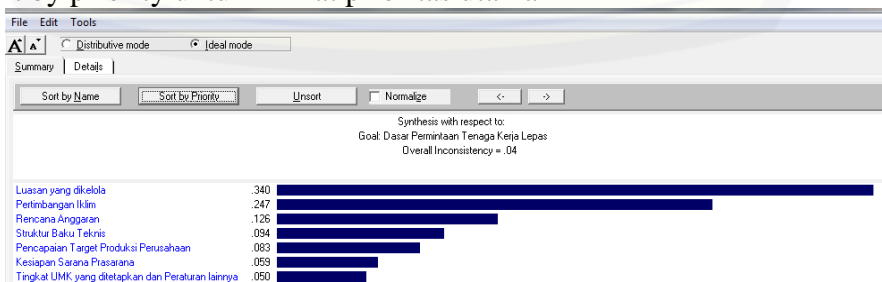 File Edit Tools
A A Distributive mode Ideal mode
Summary Details
Sort by Name Sort by Priority Unsort Normalize <- ->
Synthesis with respect to:
Goal: Dasar Permintaan Tenaga Kerja Lepas
Overall Inconsistency = .04
Luasan yang dikelola .340
Pertimbangan Iklim .247
Rencana Anggaran .126
Struktur Baku Teknis .094
Pencapaian Target Produksi Perusahaan .083
Kesiapan Sarana Prasarana .059
Tingkat UMK yang ditetapkan dan Peraturan lainnya .050